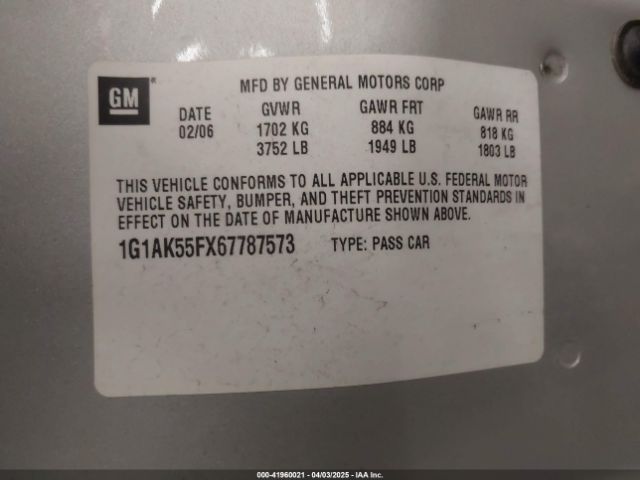 GM ®
MFD BY GENERAL MOTORS CORP
DATE GVWR GAWR FRT GAWR RR
02/06 1702 KG 884 KG 818 KG
3752 LB 1949 LB 1803 LB
THIS VEHICLE CONFORMS TO ALL APPLICABLE U.S. FEDERAL MOTOR
VEHICLE SAFETY, BUMPER, AND THEFT PREVENTION STANDARDS IN
EFFECT ON THE DATE OF MANUFACTURE SHOWN ABOVE.
1G1AK55FX67787573 TYPE: PASS CAR
000-41960021 - 04/03/2025 - IAA Inc.